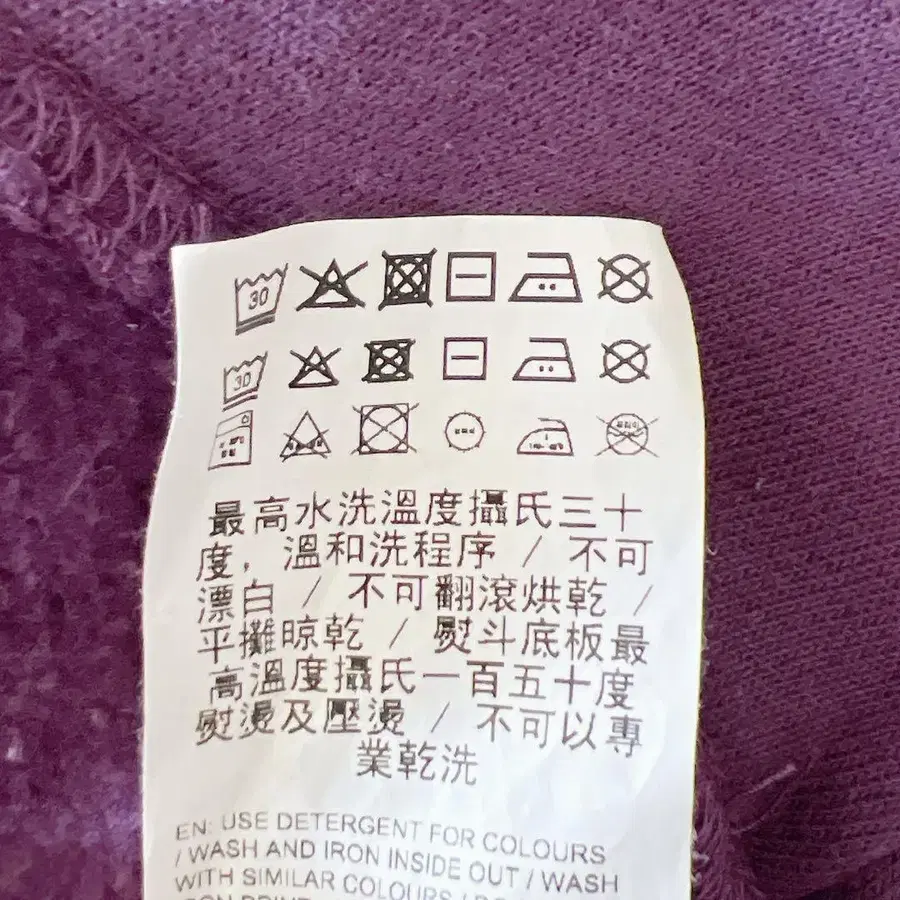 30
30
最高水洗溫度攝氏三十
度, 溫和洗程序 / 不可
漂白 / 不可翻滾烘乾 /
平攤晾乾 / 熨斗底板最
高溫度攝氏一百五十度
熨燙及壓燙 / 不可以專
業乾洗
EN: USE DETERGENT FOR COLOURS
/ WASH AND IRON INSIDE OUT / WASH
WITH SIMILAR COLOURS /